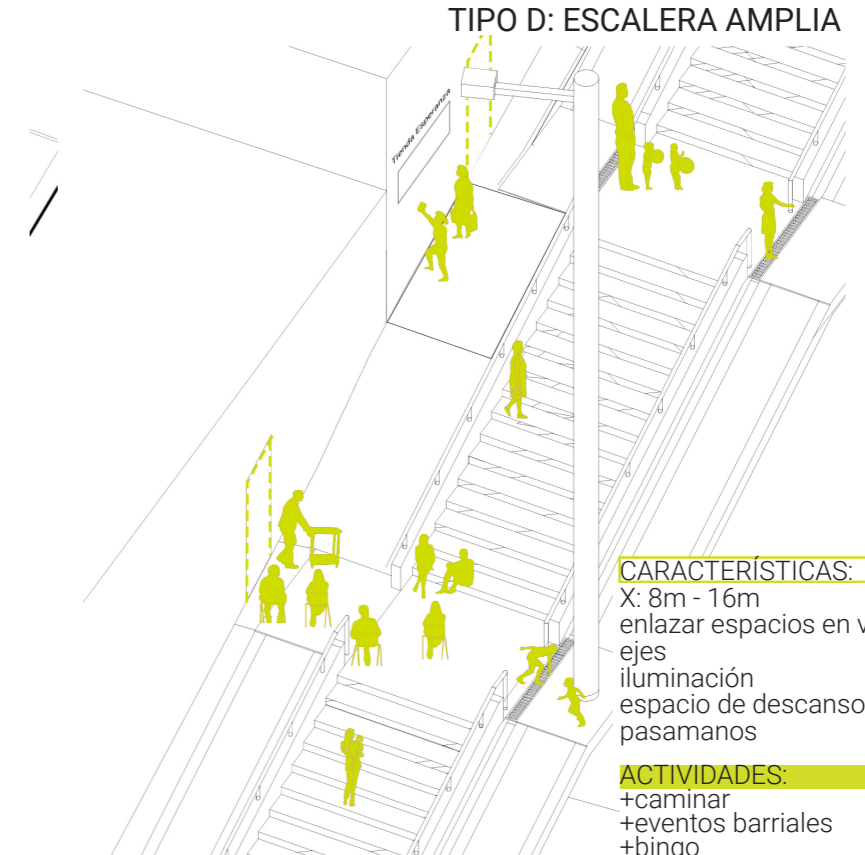 TIPO D: ESCALERA AMPLIA
Tienda Esperanza
CARACTERÍSTICAS:
X: 8m - 16m
enlazar espacios en v
ejes
iluminación
espacio de descanso
pasamanos
ACTIVIDADES:
+caminar
+eventos barriales
+bingo